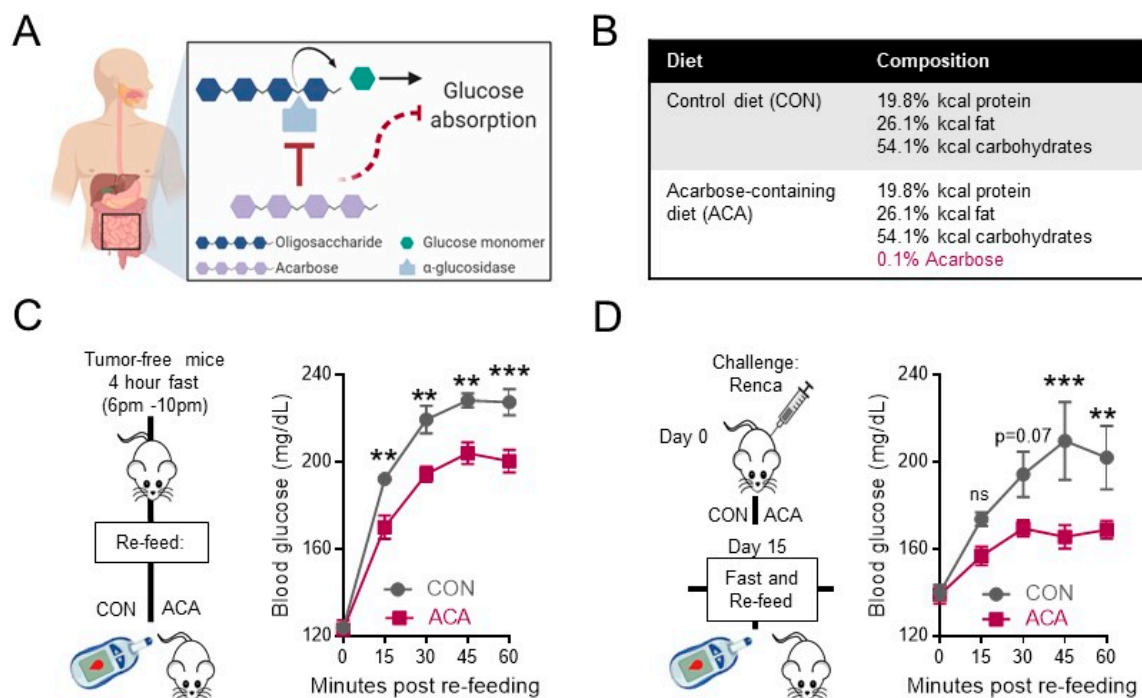 A
Glucose
absorption
Oligosaccharide
Glucose monomer
Acarbose
α-glucosidase
B
Diet Composition
Control diet (CON) 19.8% kcal protein
26.1% kcal fat
54.1% kcal carbohydrates
Acarbose-containing 19.8% kcal protein
diet (ACA) 26.1% kcal fat
54.1% kcal carbohydrates
0.1% Acarbose
C
Tumor-free mice
4 hour fast
(6pm -10pm)
Re-feed:
CON ACA
Blood glucose (mg/dL)
240
200
160
120
** ** ** ***
CON
ACA
0 15 30 45 60
Minutes post re-feeding
D
Challenge:
Renca
Day 0
CON ACA
Day 15
Fast and
Re-feed
Blood glucose (mg/dL)
240
200
160
120
ns p=0.07 *** **
CON
ACA
0 15 30 45 60
Minutes post re-feeding